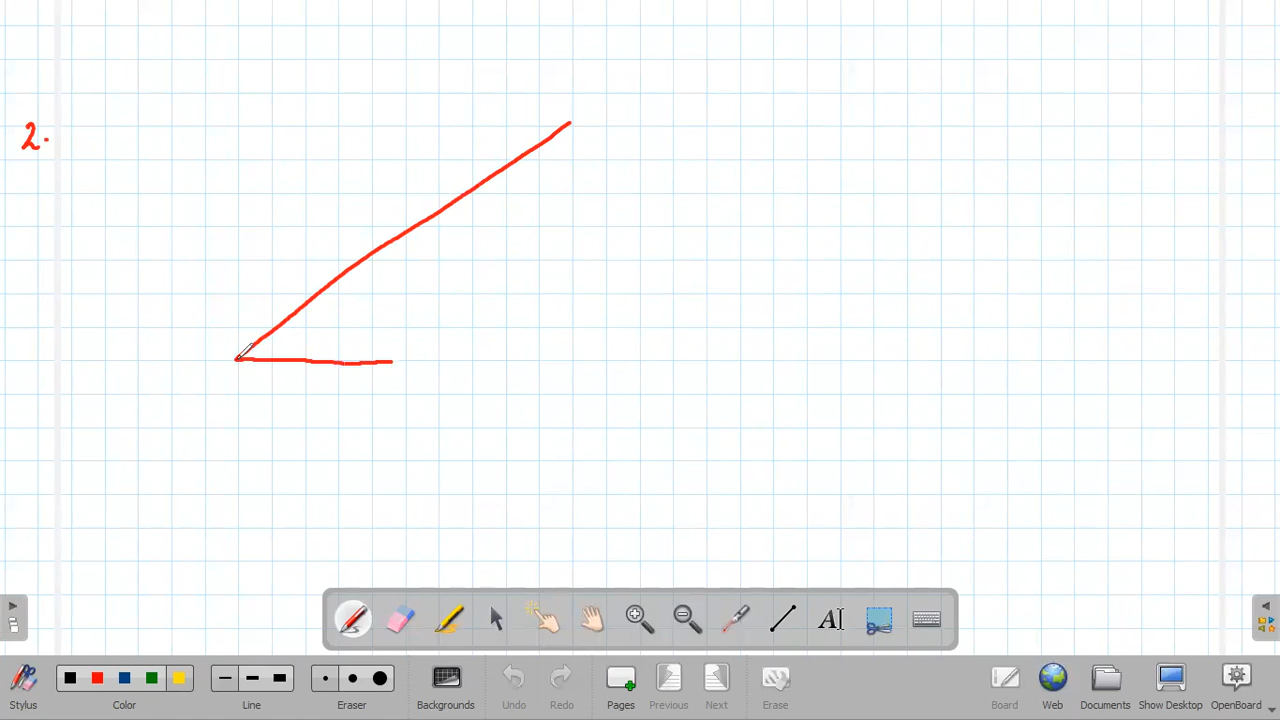 2.
A
Stylus
Color
Line
Eraser
Backgrounds
Undo
Redo
Pages
Previous
Next
Erase
Board
Web
Documents
Show Desktop
OpenBoard